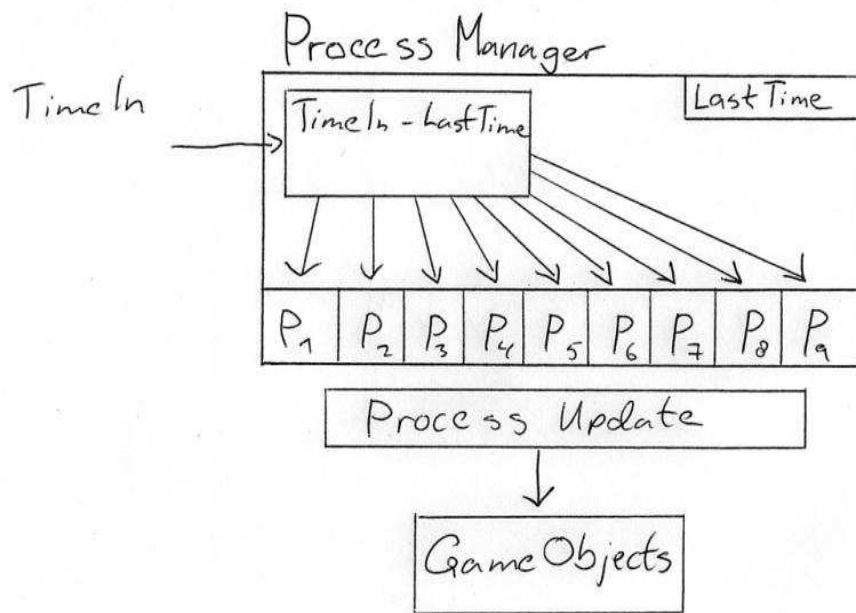 Process Manager
TimeIn
TimeIn - LastTime
LastTime
P1 P2 P3 P4 P5 P6 P7 P8 P9
Process Update
GameObjects